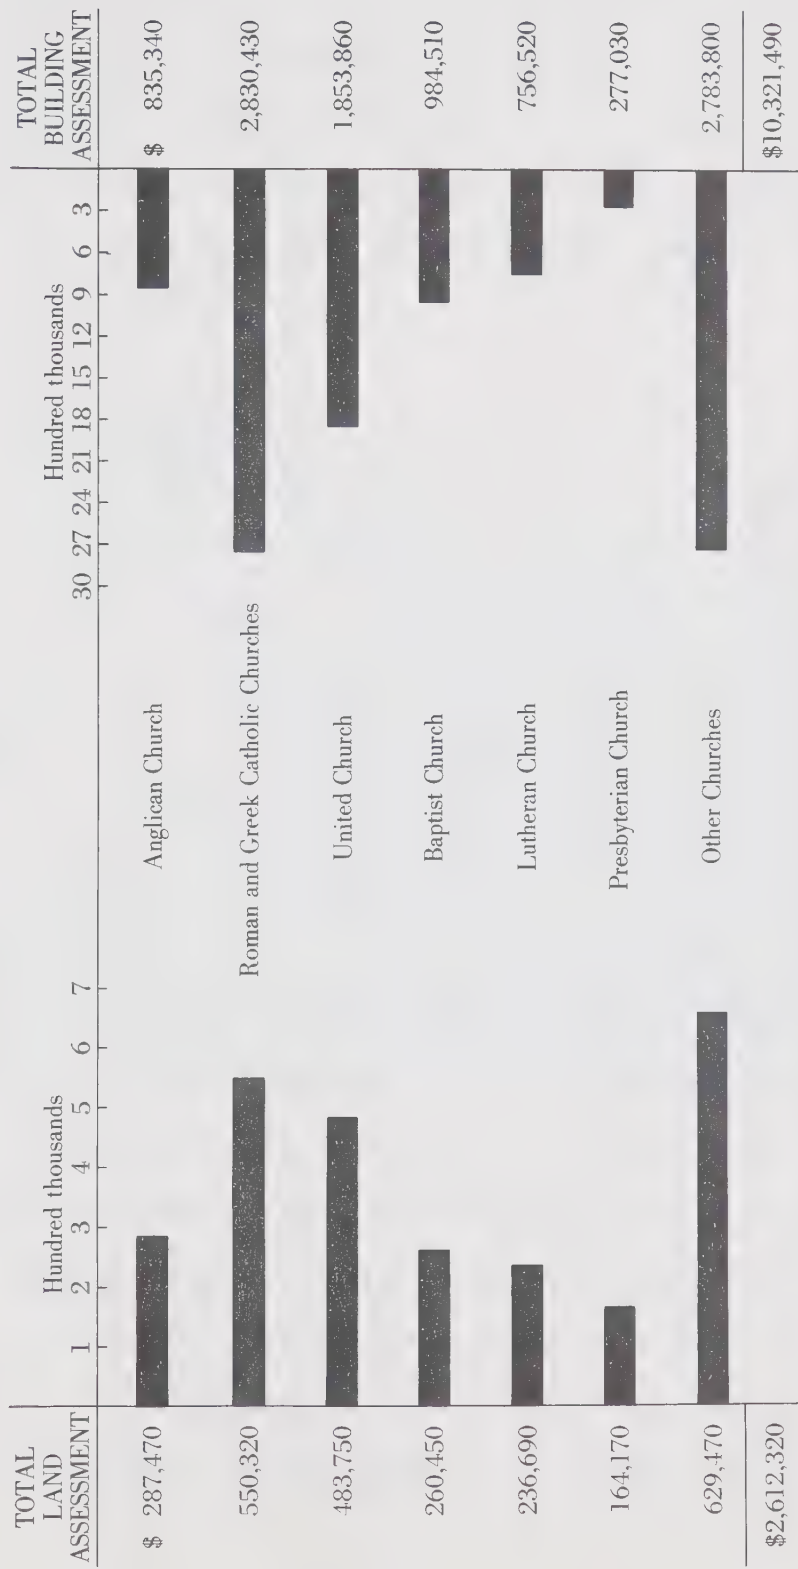 TOTAL
LAND
ASSESSMENT
Hundred thousands
1 2 3 4 5 6 7
Hundred thousands
30 27 24 21 18 15 12 9 6 3
TOTAL
BUILDING
ASSESSMENT
$ 287,470 Anglican Church $ 835,340
550,320 Roman and Greek Catholic Churches 2,830,430
483,750 United Church 1,853,860
260,450 Baptist Church 984,510
236,690 Lutheran Church 756,520
164,170 Presbyterian Church 277,030
629,470 Other Churches 2,783,800
$2,612,320 $10,321,490